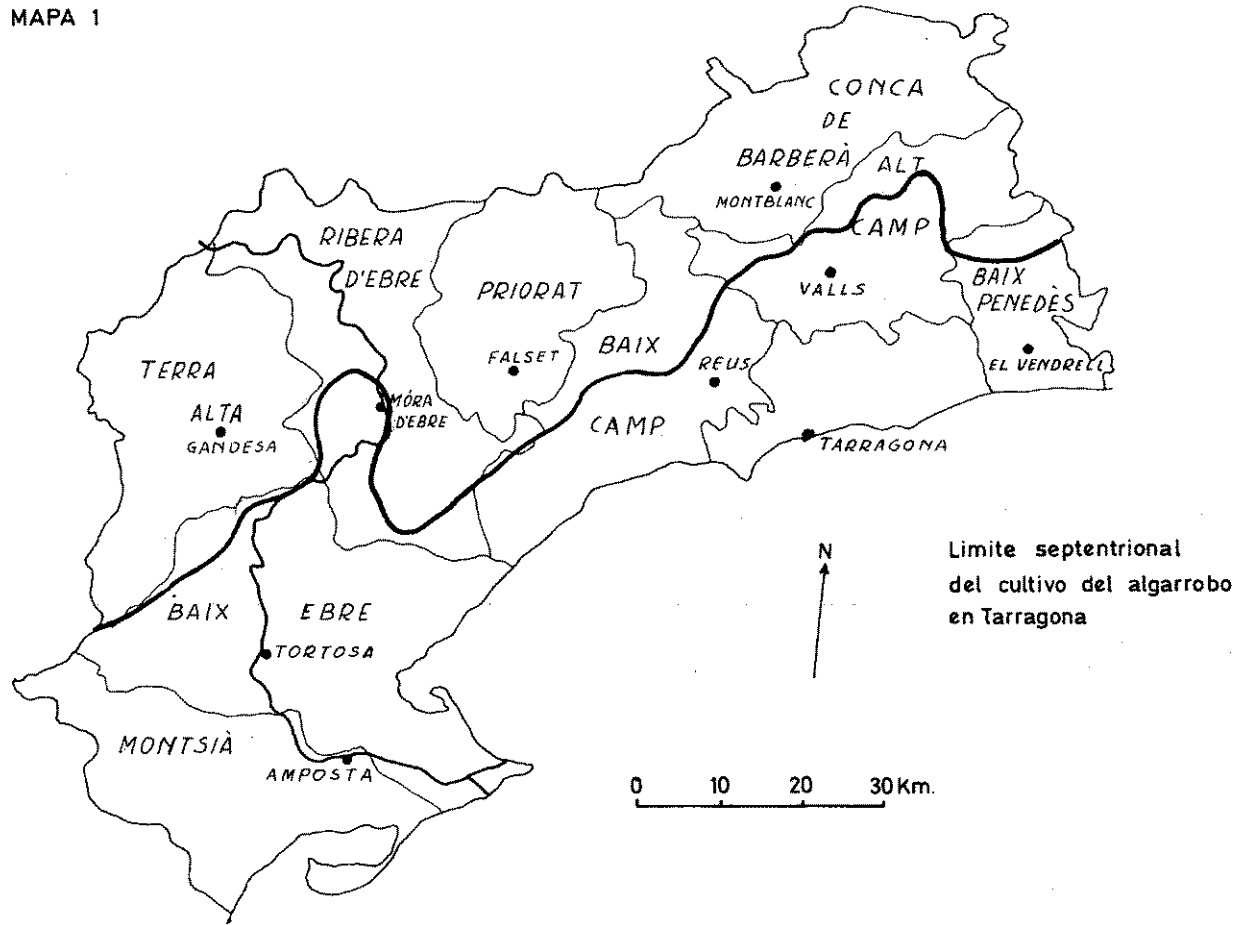 MAPA 1
CONCA
DE
BARBERÀ
MONTBLANC
ALT
CAMP
VALLS
RIBERA
D'EBRE
PRIORAT
FALSET
BAIX
CAMP
REUS
BAIX
PENEDÈS
EL VENDRELL
TERRA
ALTA
GANDESA
MÓRA
D'EBRE
TARRAGONA
BAIX EBRE
TORTOSA
MONTSIÀ
AMPOSTA
N
Limite septentrional
del cultivo del algarrobo
en Tarragona
0 10 20 30 Km.